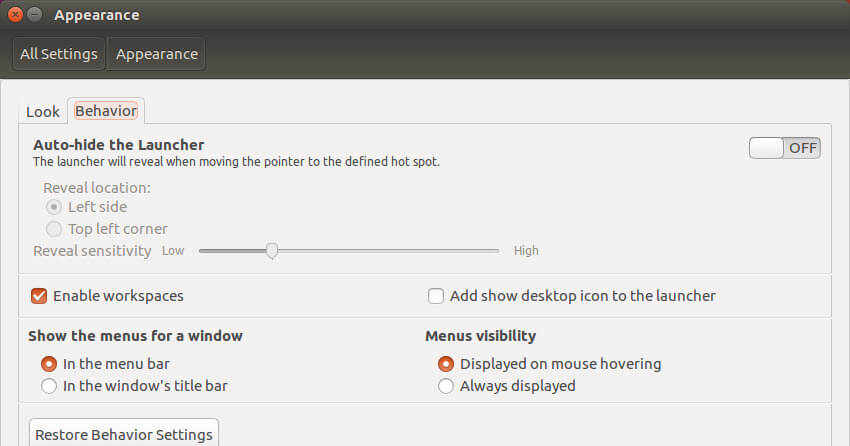 Appearance
All Settings Appearance
Look Behavior
Auto-hide the Launcher
OFF
The launcher will reveal when moving the pointer to the defined hot spot.
Reveal location:
Left side
Top left corner
Reveal sensitivity Low High
Enable workspaces Add show desktop icon to the launcher
Show the menus for a window Menus visibility
In the menu bar Displayed on mouse hovering
In the window's title bar Always displayed
Restore Behavior Settings